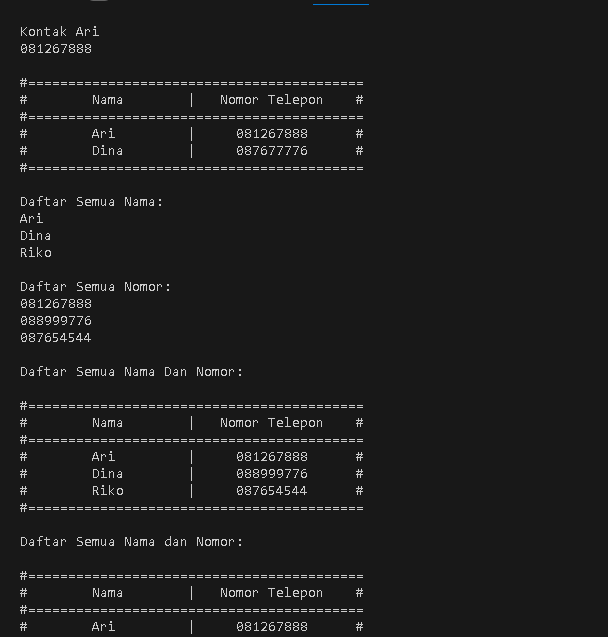 Kontak Ari
081267888
#==========================================
#        Nama        |   Nomor Telepon    #
#==========================================
#        Ari         |     081267888      #
#        Dina        |     087677776      #
#==========================================
Daftar Semua Nama:
Ari
Dina
Riko
Daftar Semua Nomor:
081267888
088999776
087654544
Daftar Semua Nama Dan Nomor:
#==========================================
#        Nama        |   Nomor Telepon    #
#==========================================
#        Ari         |     081267888      #
#        Dina        |     088999776      #
#        Riko        |     087654544      #
#==========================================
Daftar Semua Nama dan Nomor:
#==========================================
#        Nama        |   Nomor Telepon    #
#==========================================
#        Ari         |     081267888      #